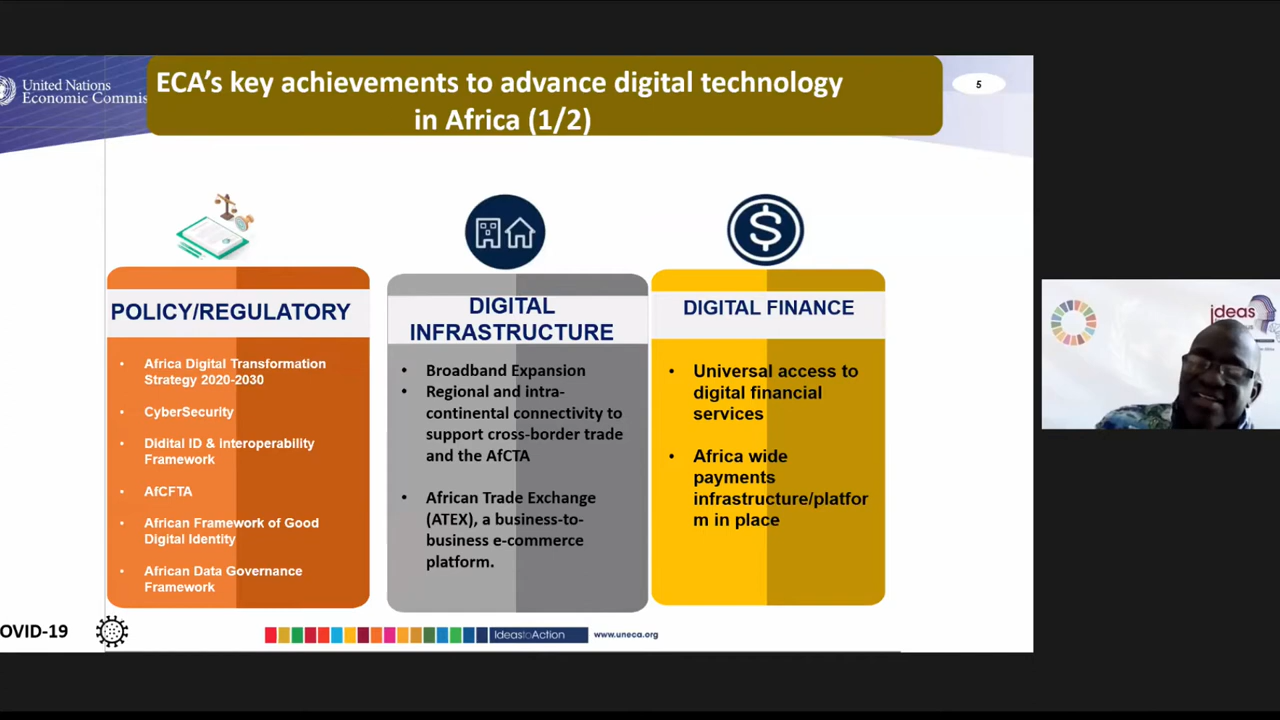 United Nations
Economic Commis
ECA's key achievements to advance digital technology
in Africa (1/2)
5
POLICY/REGULATORY
• Africa Digital Transformation
Strategy 2020-2030
• CyberSecurity
• Didital ID & interoperability
Framework
• AfCFTA
• African Framework of Good
Digital Identity
• African Data Governance
Framework
DIGITAL
INFRASTRUCTURE
• Broadband Expansion
• Regional and intra-
continental connectivity to
support cross-border trade
and the AfCTA
• African Trade Exchange
(ATEX), a business-to-
business e-commerce
platform.
DIGITAL FINANCE
• Universal access to
digital financial
services
• Africa wide
payments
infrastructure/platfor
m in place
ideas
OVID-19
IdeastoAction
www.uneca.org